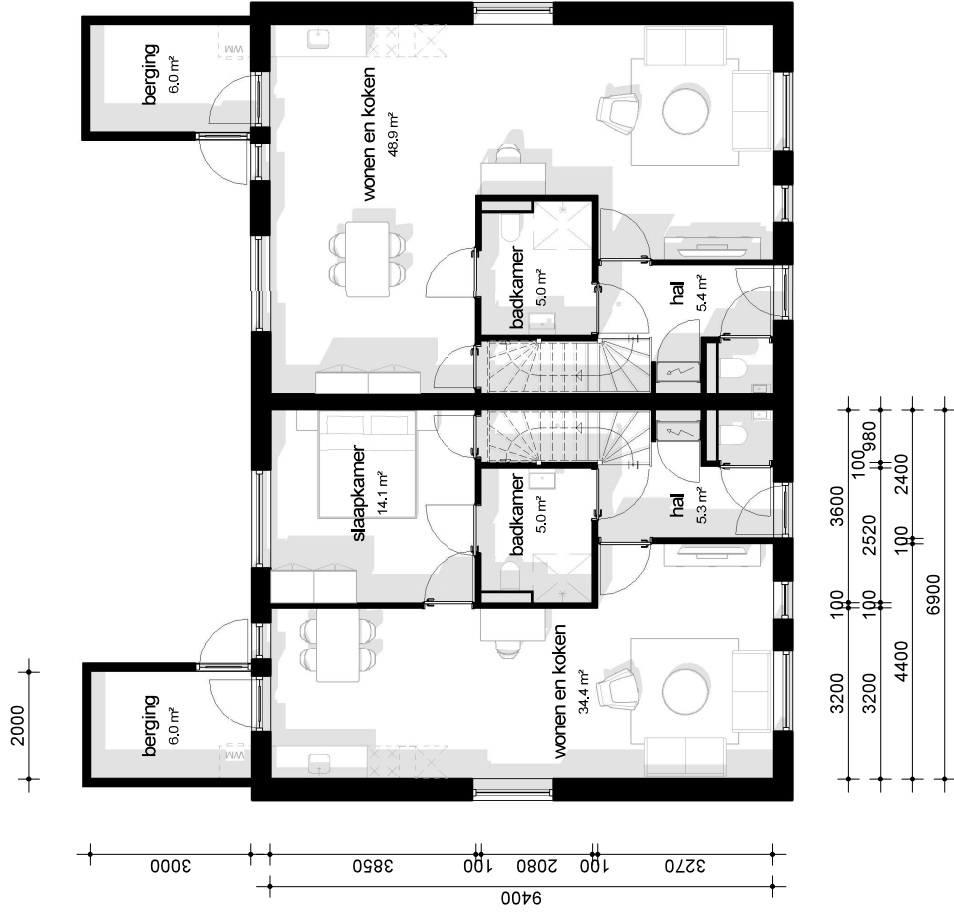 berging
6.0 m²
WM
wonen en koken
48.9 m²
badkamer
5.0 m²
hal
5.4 m²
slaapkamer
14.1 m²
badkamer
5.0 m²
hal
5.3 m²
berging
6.0 m²
WM
wonen en koken
34.4 m²
2000
3200
100
3600
3200
100
2520
100
980
4400
100
2400
6900
3000
3850
100
2080
100
3270
9400